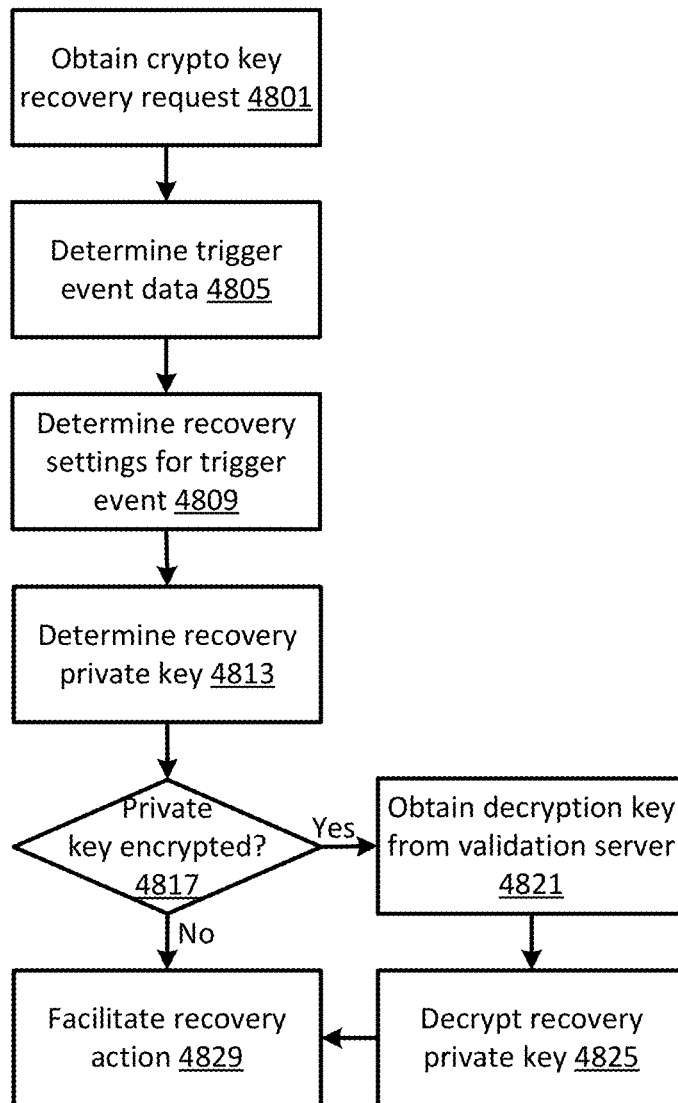 Obtain crypto key
recovery request 4801
Determine trigger
event data 4805
Determine recovery
settings for trigger
event 4809
Determine recovery
private key 4813
Private
key encrypted?
4817
Yes
No
Obtain decryption key
from validation server
4821
Decrypt recovery
private key 4825
Facilitate recovery
action 4829